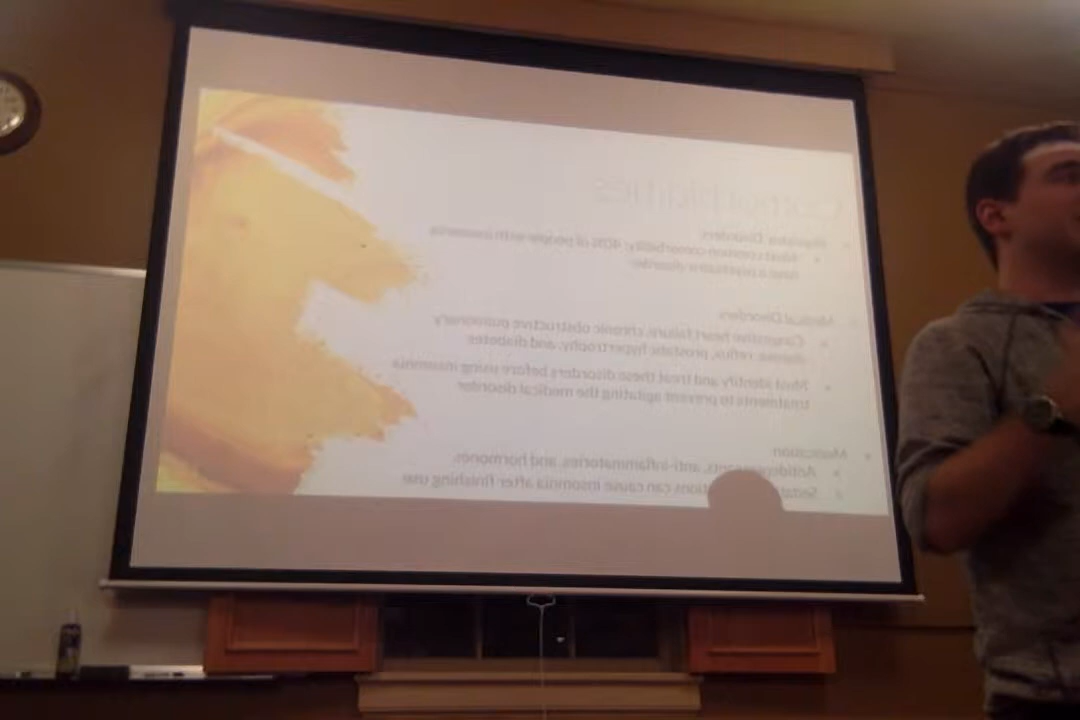 Comorbidities
Disorders
Most common comorbidity: 40% of people with insomnia
have a psychiatric disorder
Medical Disorders
Congestive heart failure, chronic obstructive pulmonary
disease, reflux, prostatic hypertrophy, and diabetes
Must identify and treat these disorders before using insomnia
treatments to prevent agitating the medical disorder
Medication
Antidepressants, anti-inflammatories, and hormones
can cause insomnia after finishing use